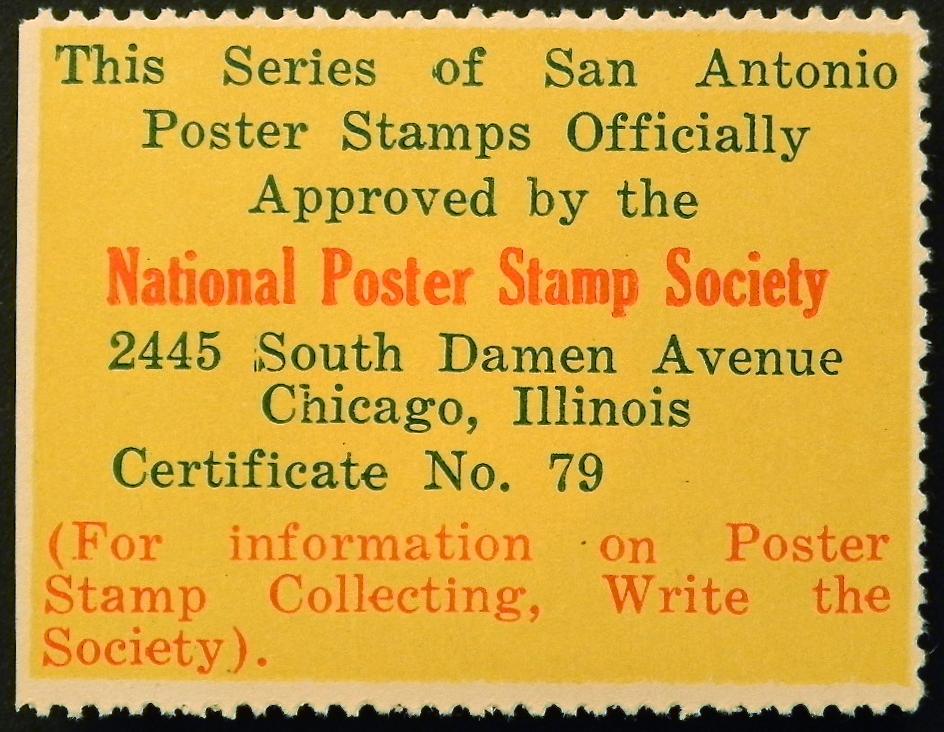 This Series of San Antonio
Poster Stamps Officially
Approved by the
National Poster Stamp Society
2445 South Damen Avenue
Chicago, Illinois
Certificate No. 79
(For information on Poster
Stamp Collecting, Write the
Society).